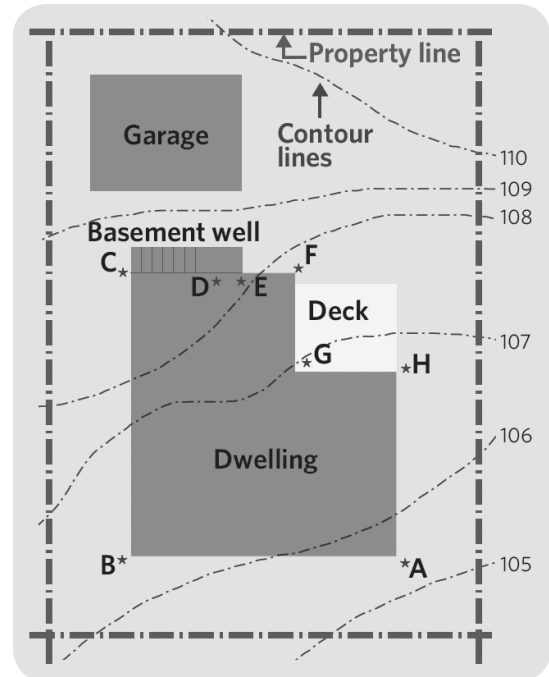 Property line
Garage
Contour
lines
110
109
108
Basement well
C
F
D
E
Deck
107
G
H
106
Dwelling
B
A
105